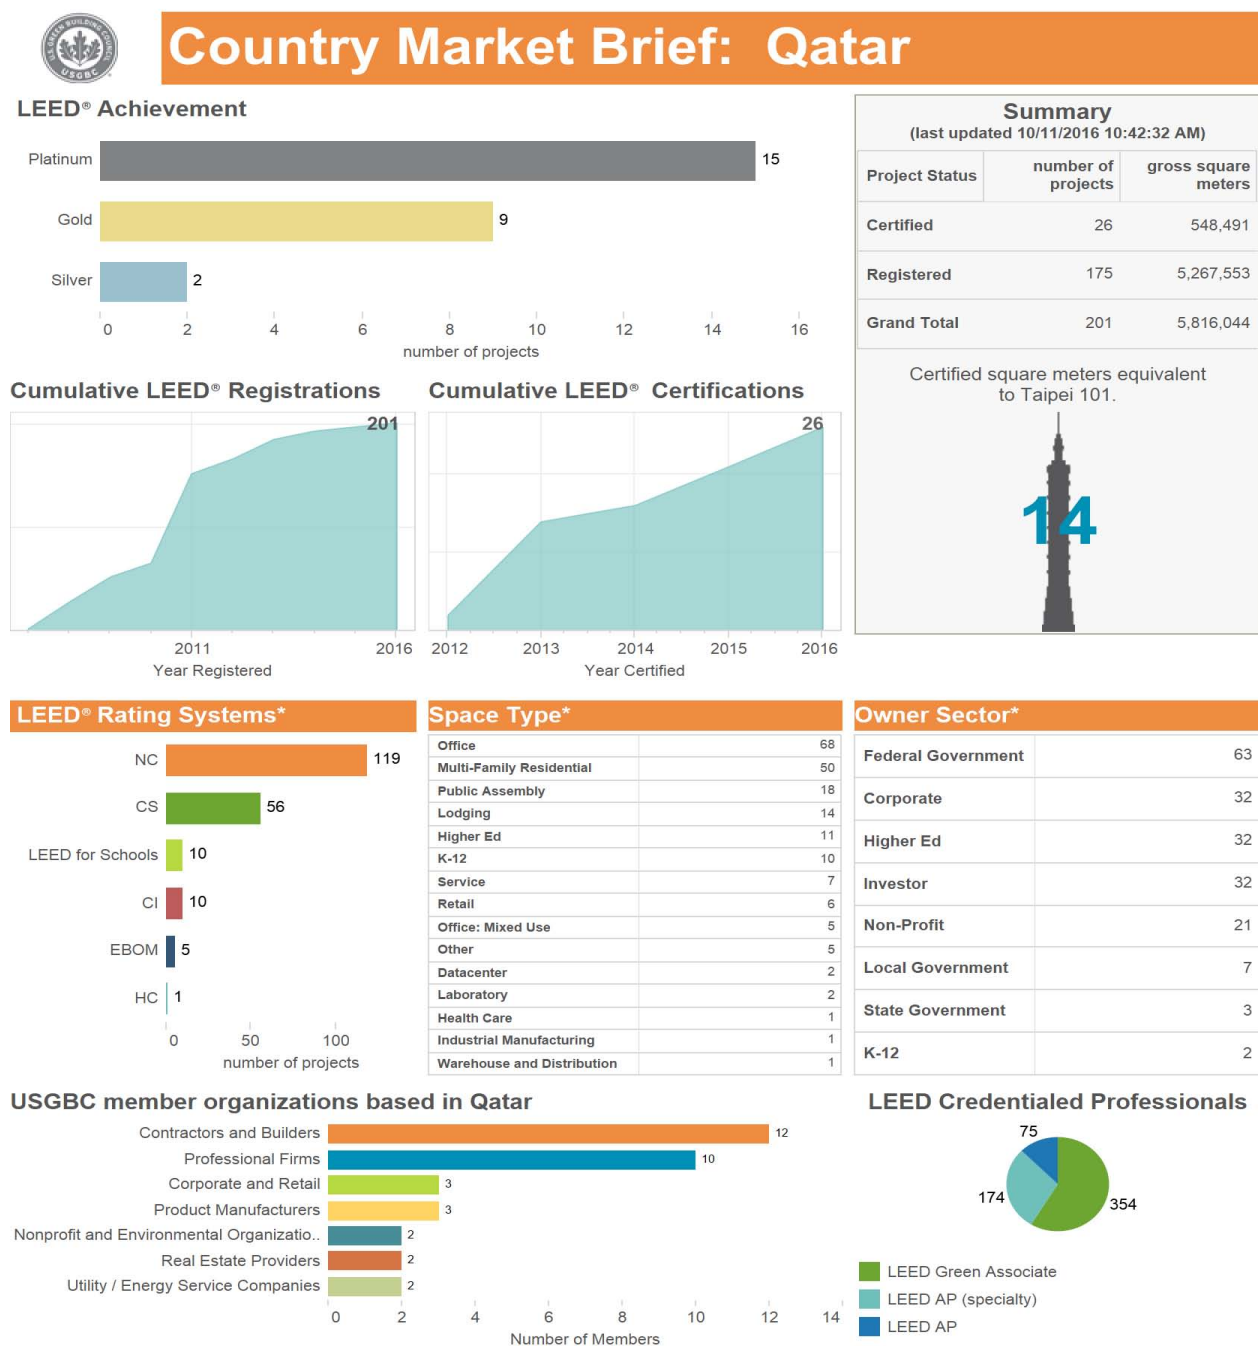 U.S. GREEN BUILDING COUNCIL
USGBC
Country Market Brief: Qatar
LEED® Achievement
Platinum
15
Gold
9
Silver
2
0 2 4 6 8 10 12 14 16
number of projects
Summary
(last updated 10/11/2016 10:42:32 AM)
Project Status number of projects gross square meters
Certified 26 548,491
Registered 175 5,267,553
Grand Total 201 5,816,044
Certified square meters equivalent
to Taipei 101.
14
Cumulative LEED® Registrations
201
2011 2016
Year Registered
Cumulative LEED® Certifications
26
2012 2013 2014 2015 2016
Year Certified
LEED® Rating Systems*
NC 119
CS 56
LEED for Schools 10
CI 10
EBOM 5
HC 1
0 50 100
number of projects
Space Type*
Office 68
Multi-Family Residential 50
Public Assembly 18
Lodging 14
Higher Ed 11
K-12 10
Service 7
Retail 6
Office: Mixed Use 5
Other 5
Datacenter 2
Laboratory 2
Health Care 1
Industrial Manufacturing 1
Warehouse and Distribution 1
Owner Sector*
Federal Government 63
Corporate 32
Higher Ed 32
Investor 32
Non-Profit 21
Local Government 7
State Government 3
K-12 2
USGBC member organizations based in Qatar
Contractors and Builders 12
Professional Firms 10
Corporate and Retail 3
Product Manufacturers 3
Nonprofit and Environmental Organizatio.. 2
Real Estate Providers 2
Utility / Energy Service Companies 2
0 2 4 6 8 10 12 14
Number of Members
LEED Credentialed Professionals
75
174
354
LEED Green Associate
LEED AP (specialty)
LEED AP